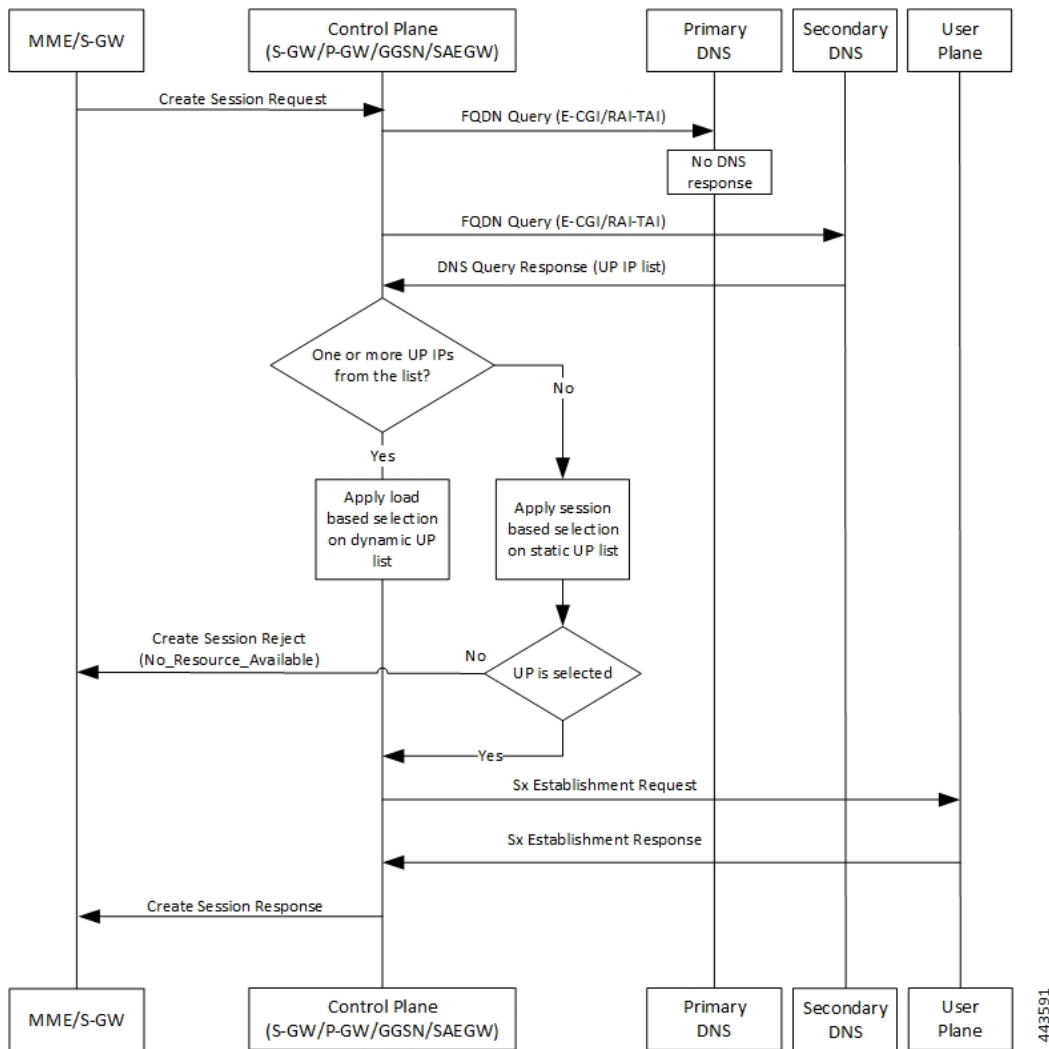 MME/S-GW
Control Plane
(S-GW/P-GW/GGSN/SAEGW)
Primary
DNS
Secondary
DNS
User
Plane
Create Session Request
FQDN Query (E-CGI/RAI-TAI)
No DNS
response
FQDN Query (E-CGI/RAI-TAI)
DNS Query Response (UP IP list)
One or more UP IPs
from the list?
No
Yes
Apply load
based selection
on dynamic UP
list
Apply session
based selection
on static UP list
Create Session Reject
(No_Resource_Available)
No
UP is selected
Yes
Sx Establishment Request
Sx Establishment Response
Create Session Response
MME/S-GW
Control Plane
(S-GW/P-GW/GGSN/SAEGW)
Primary
DNS
Secondary
DNS
User
Plane
443591